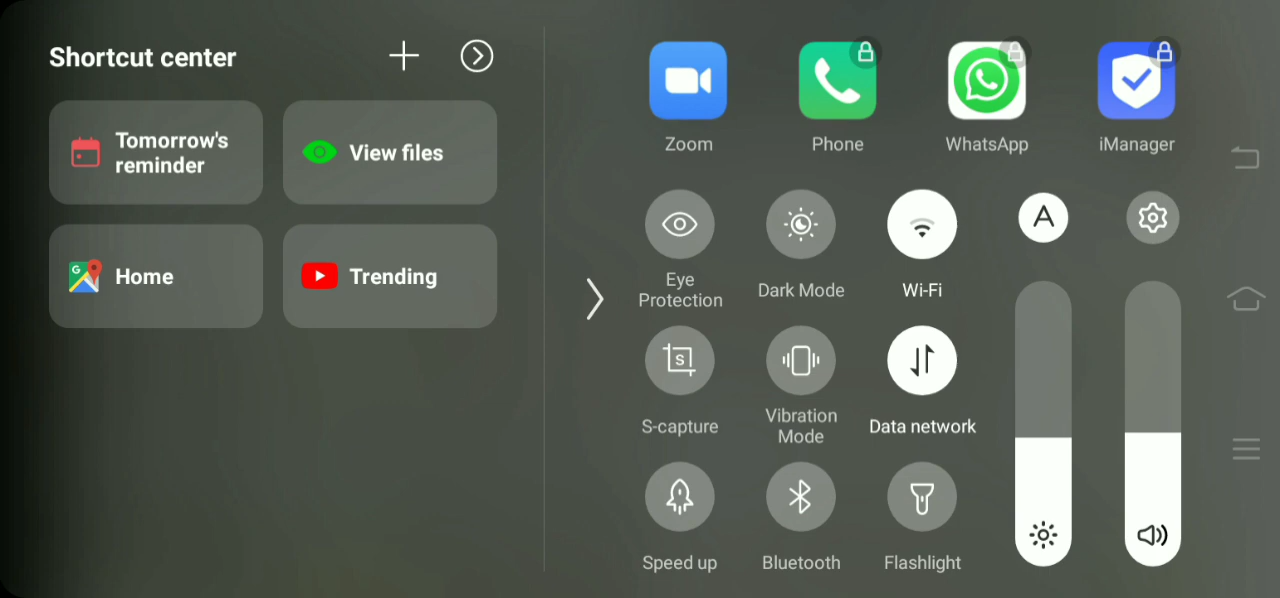 Shortcut center
Tomorrow's
reminder
View files
Home
Trending
Zoom
Phone
WhatsApp
iManager
Eye
Protection
Dark Mode
Wi-Fi
A
S-capture
Vibration
Mode
Data network
Speed up
Bluetooth
Flashlight
G
S